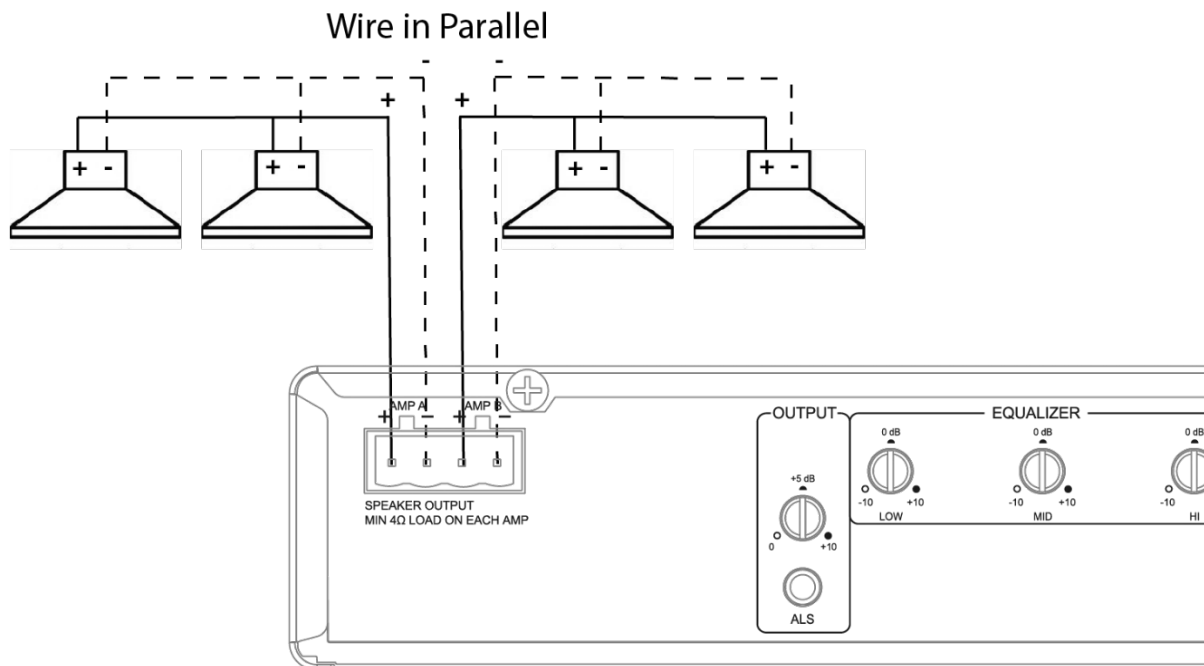 Wire in Parallel
- -
+ +
+ - + - + - + -
AMP A AMP B
+ - + -
SPEAKER OUTPUT
MIN 4Ω LOAD ON EACH AMP
OUTPUT
+5 dB
0 +10
ALS
EQUALIZER
0 dB 0 dB 0 dB
-10 +10 -10 +10 -10
LOW MID HI